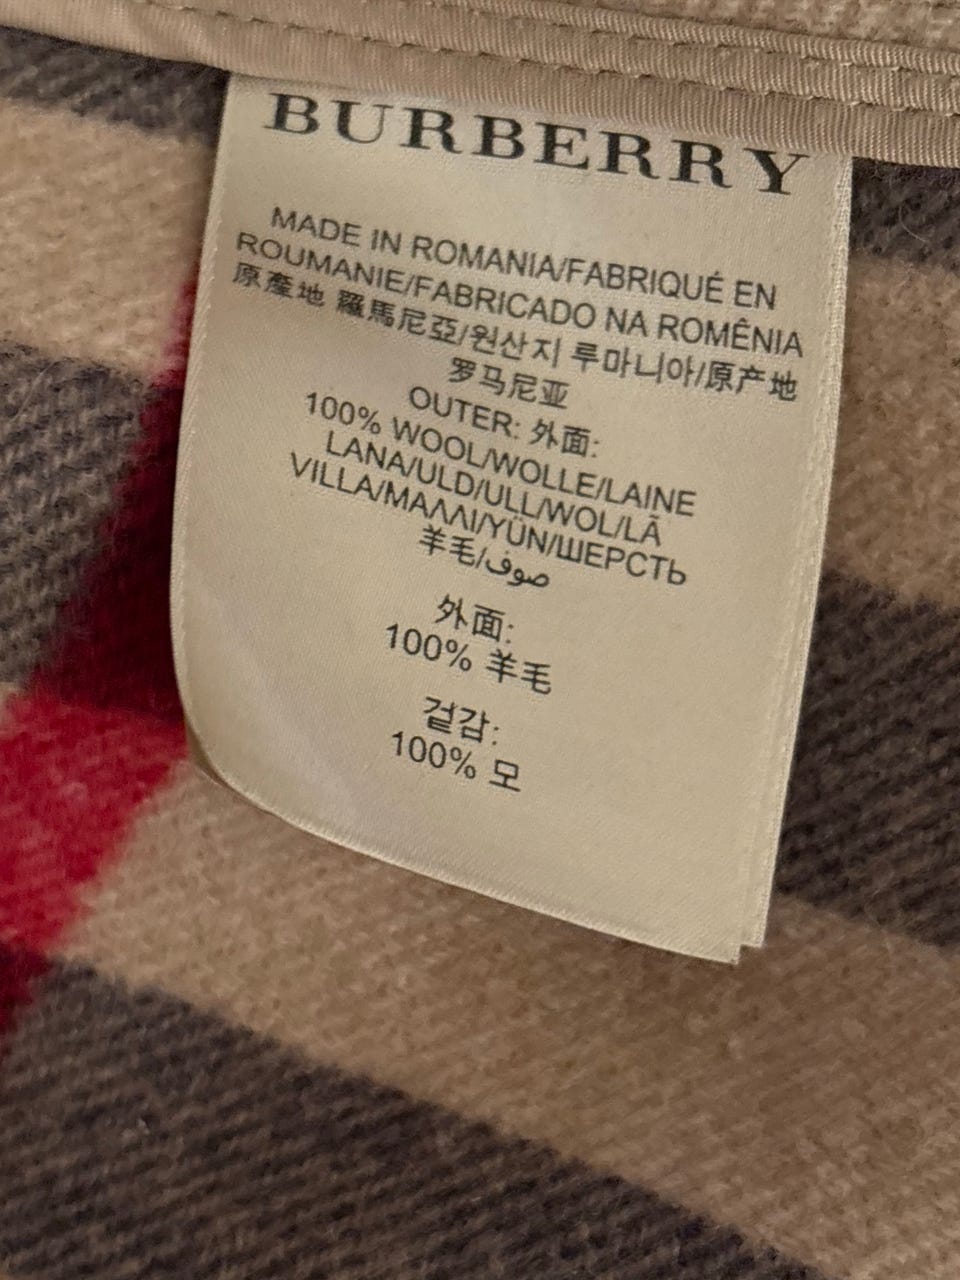 BURBERRY
MADE IN ROMANIA/FABRIQUÉ EN
ROUMANIE/FABRICADO NA ROMÊNIA
原產地 羅馬尼亞/원산지 루마니아/原产地
罗马尼亚
OUTER: 外面:
100% WOOL/WOLLE/LAINE
LANA/ULD/ULL/WOL/LÃ
VILLA/ΜΑΛΛΙ/YÜN/ШЕРСТЬ
羊毛/صوف
外面:
100% 羊毛
겉감:
100% 모